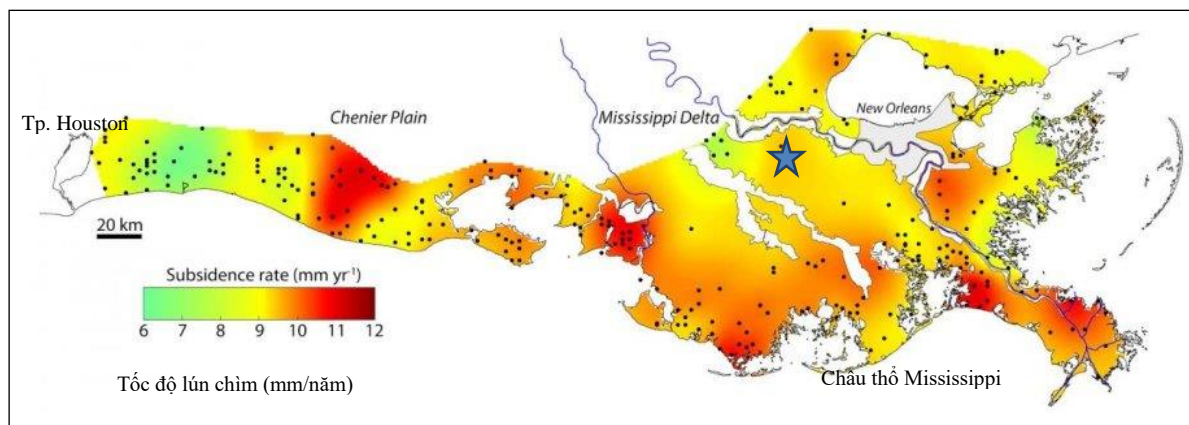 Tp. Houston
Chenier Plain
Mississippi Delta
New Orleans
20 km
Subsidence rate (mm yr⁻¹)
6 7 8 9 10 11 12
Tốc độ lún chìm (mm/năm)
Châu thổ Mississippi